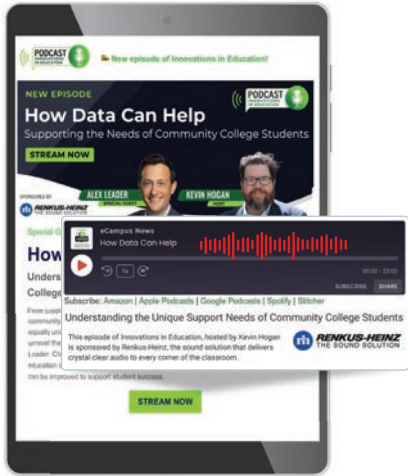 PODCAST
INNOVATIONS
IN EDUCATION
New episode of Innovations in Education!
NEW EPISODE
PODCAST
INNOVATIONS
IN EDUCATION
How Data Can Help
Supporting the Needs of Community College Students
STREAM NOW
SPONSORED BY
RENKUS-HEINZ
THE SOUND SOLUTION
ALEX LEADER
SPECIAL GUEST
KEVIN HOGAN
HOST
Special G
How
Unders
College
From
community
equally uni
unravel the
Leader: Ch
education
can be improved to support student success.
STREAM NOW
eCampus News
How Data Can Help
1x
00:00 / 22:02
SUBSCRIBE
SHARE
Subscribe: Amazon | Apple Podcasts | Google Podcasts | Spotify | Stitcher
Understanding the Unique Support Needs of Community College Students
This episode of Innovations in Education, hosted by Kevin Hogan
is sponsored by Renkus-Heinz, the sound solution that delivers
crystal clear audio to every corner of the classroom.
rh RENKUS-HEINZ
THE SOUND SOLUTION